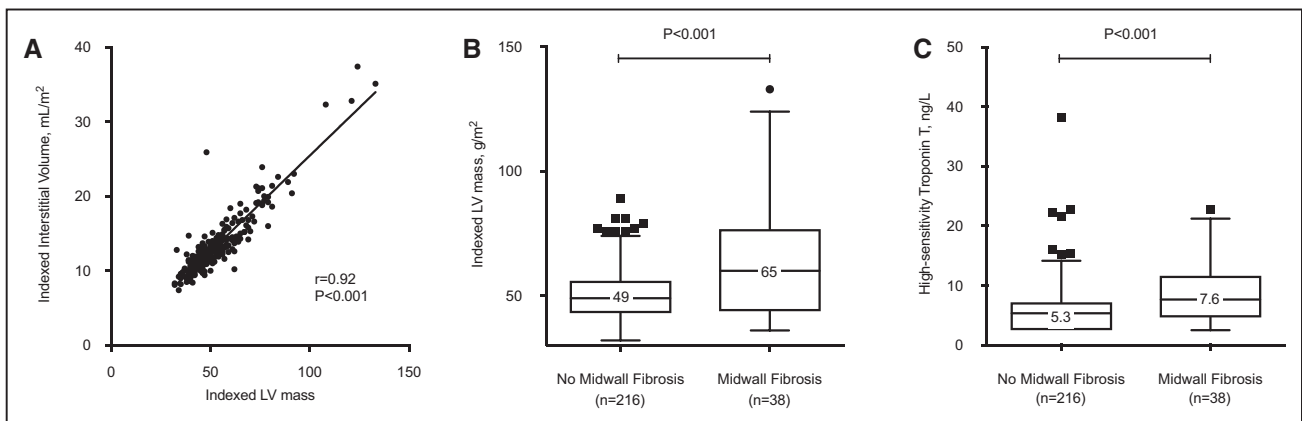 A
Indexed Interstitial Volume, mL/m²
40
30
20
10
0
r=0.92
P<0.001
0 50 100 150
Indexed LV mass
B
P<0.001
Indexed LV mass, g/m²
150
100
50
49
65
No Midwall Fibrosis
(n=216)
Midwall Fibrosis
(n=38)
C
P<0.001
High-sensitivity Troponin T, ng/L
50
40
30
20
10
0
5.3
7.6
No Midwall Fibrosis
(n=216)
Midwall Fibrosis
(n=38)